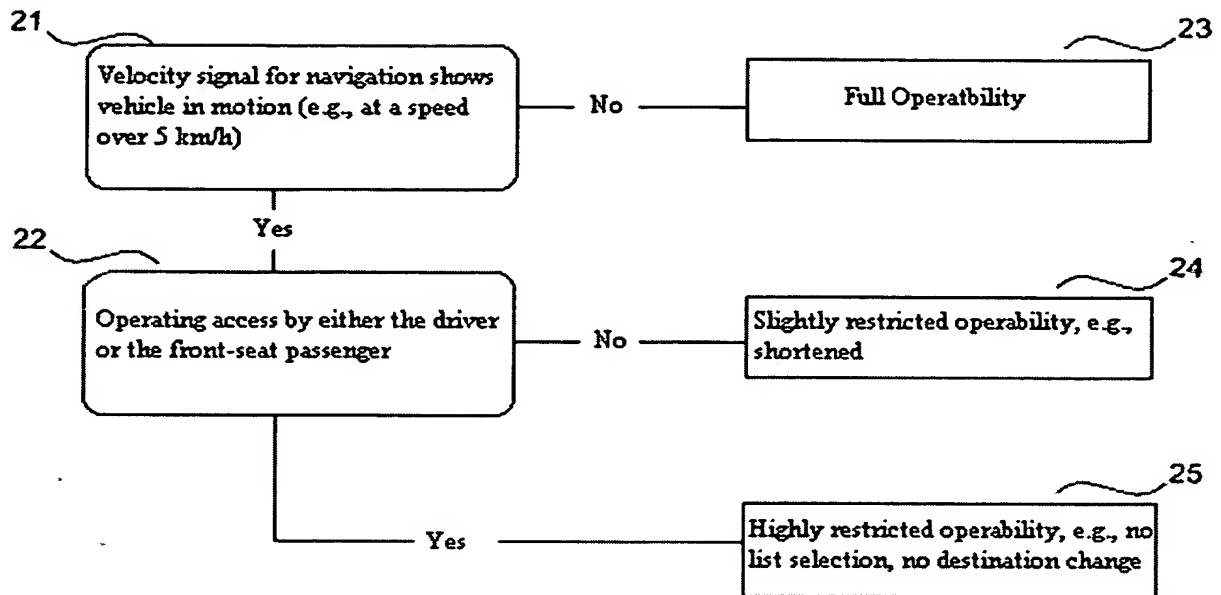 21
Velocity signal for navigation shows
vehicle in motion (e.g., at a speed
over 5 km/h)
No
23
Full Operatbility
Yes
22
Operating access by either the driver
or the front-seat passenger
No
24
Slightly restricted operability, e.g.,
shortened
Yes
25
Highly restricted operability, e.g., no
list selection, no destination change